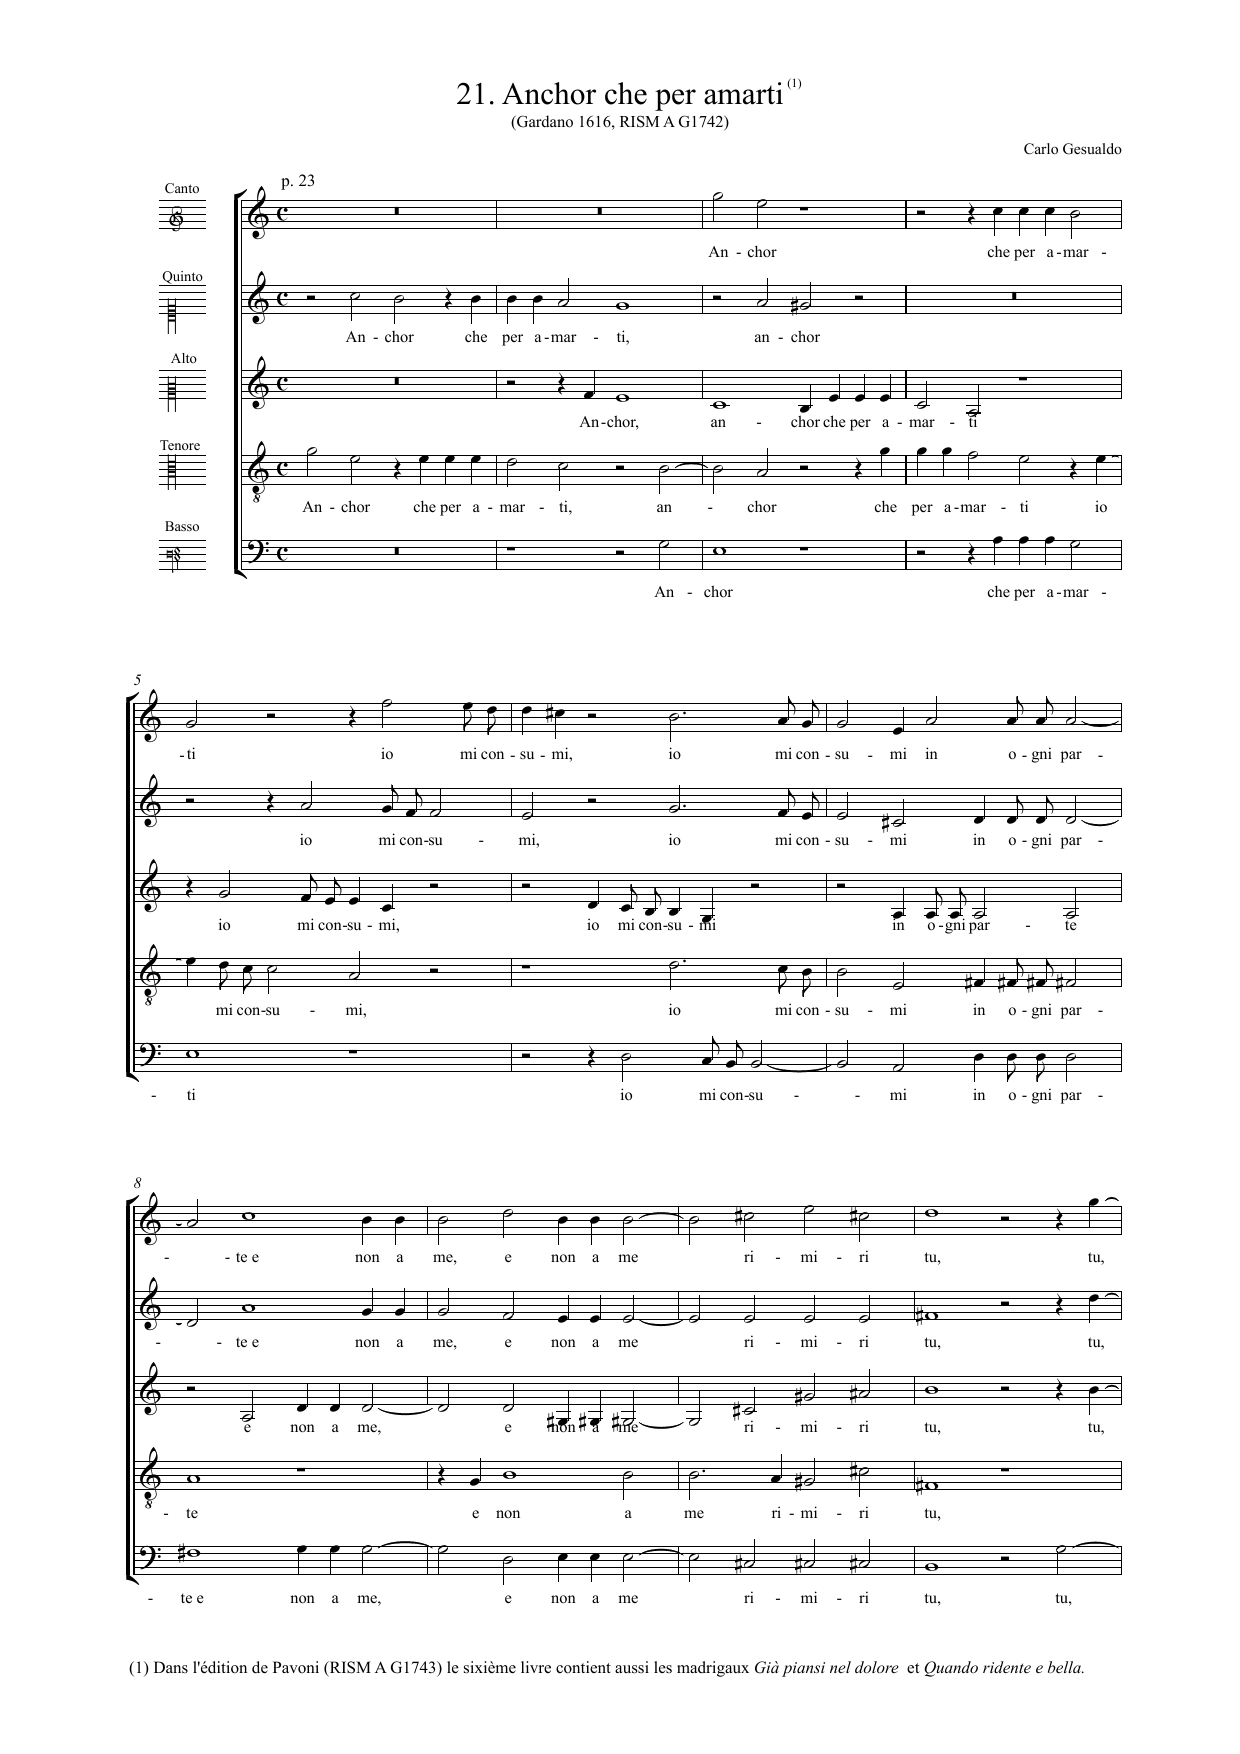 21. Anchor che per amarti (1)
(Gardano 1616, RISM A G1742)
Carlo Gesualdo
p. 23
Canto
An - chor che per a - mar -
Quinto
An - chor che per a - mar - ti, an - chor
Alto
An - chor, an - chor che per a - mar - ti
Tenore
8
An - chor che per a - mar - ti, an - chor che per a - mar - ti io
Basso
An - chor che per a - mar -
5
- ti io mi con - su - mi, io mi con - su - mi in o - gni par -
io mi con - su - mi, io mi con - su - mi in o - gni par -
io mi con - su - mi, io mi con - su - mi in o - gni par - te
8
mi con - su - mi, io mi con - su - mi in o - gni par -
- ti io mi con - su - - mi in o - gni par -
8
- - te e non a me, e non a me ri - mi - ri tu, tu,
- - te e non a me, e non a me ri - mi - ri tu, tu,
e non a me, e non a me ri - mi - ri tu, tu,
8
- te e non a me ri - mi - ri tu,
- te e non a me, e non a me ri - mi - ri tu, tu,
(1) Dans l'édition de Pavoni (RISM A G1743) le sixième livre contient aussi les madrigaux Già piansi nel dolore et Quando ridente e bella.